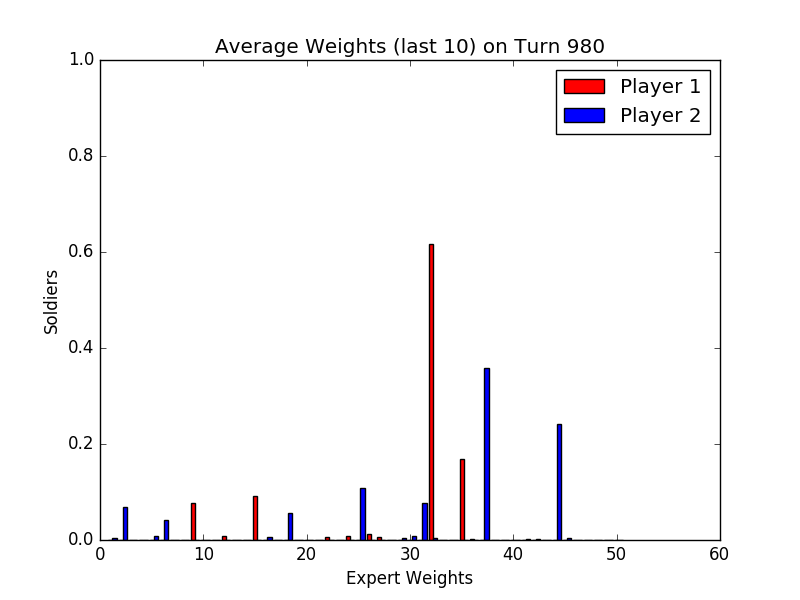 Average Weights (last 10) on Turn 980
1.0
Player 1
Player 2
0.8
0.6
0.4
0.2
0.0
0 10 20 30 40 50 60
Expert Weights
Soldiers